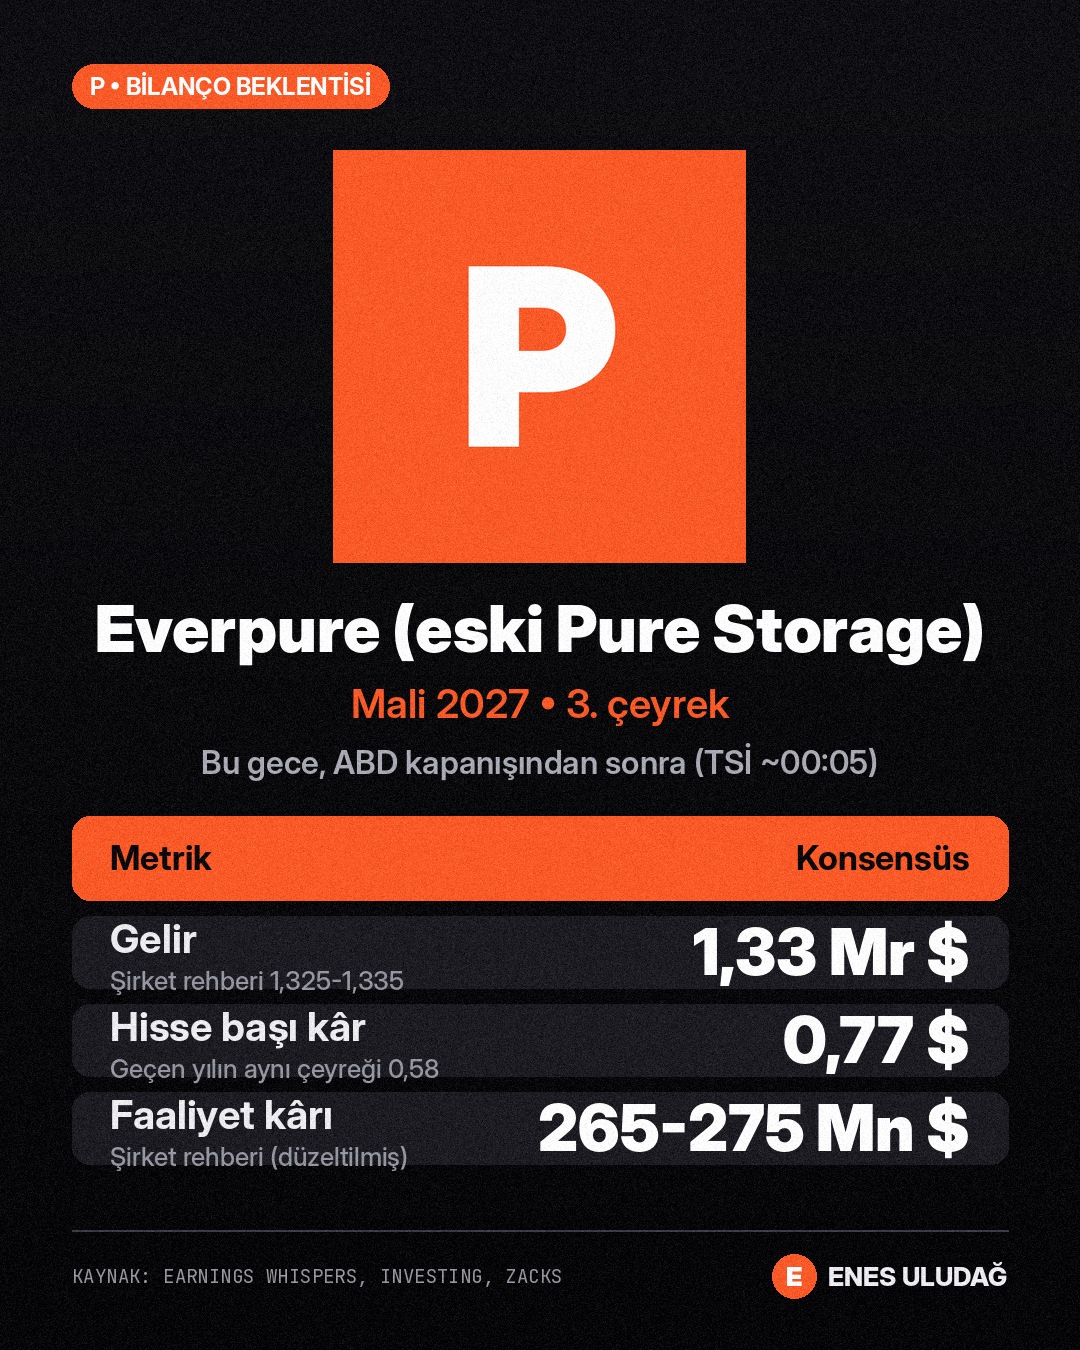 P • BİLANÇO BEKLENTİSİ
P
Everpure (eski Pure Storage)
Mali 2027 • 3. çeyrek
Bu gece, ABD kapanışından sonra (TSİ ~00:05)
Metrik Konsensüs
Gelir 1,33 Mr $
Şirket rehberi 1,325-1,335
Hisse başı kâr 0,77 $
Geçen yılın aynı çeyreği 0,58
Faaliyet kârı 265-275 Mn $
Şirket rehberi (düzeltilmiş)
KAYNAK: EARNINGS WHISPERS, INVESTING, ZACKS
E ENES ULUDAĞ